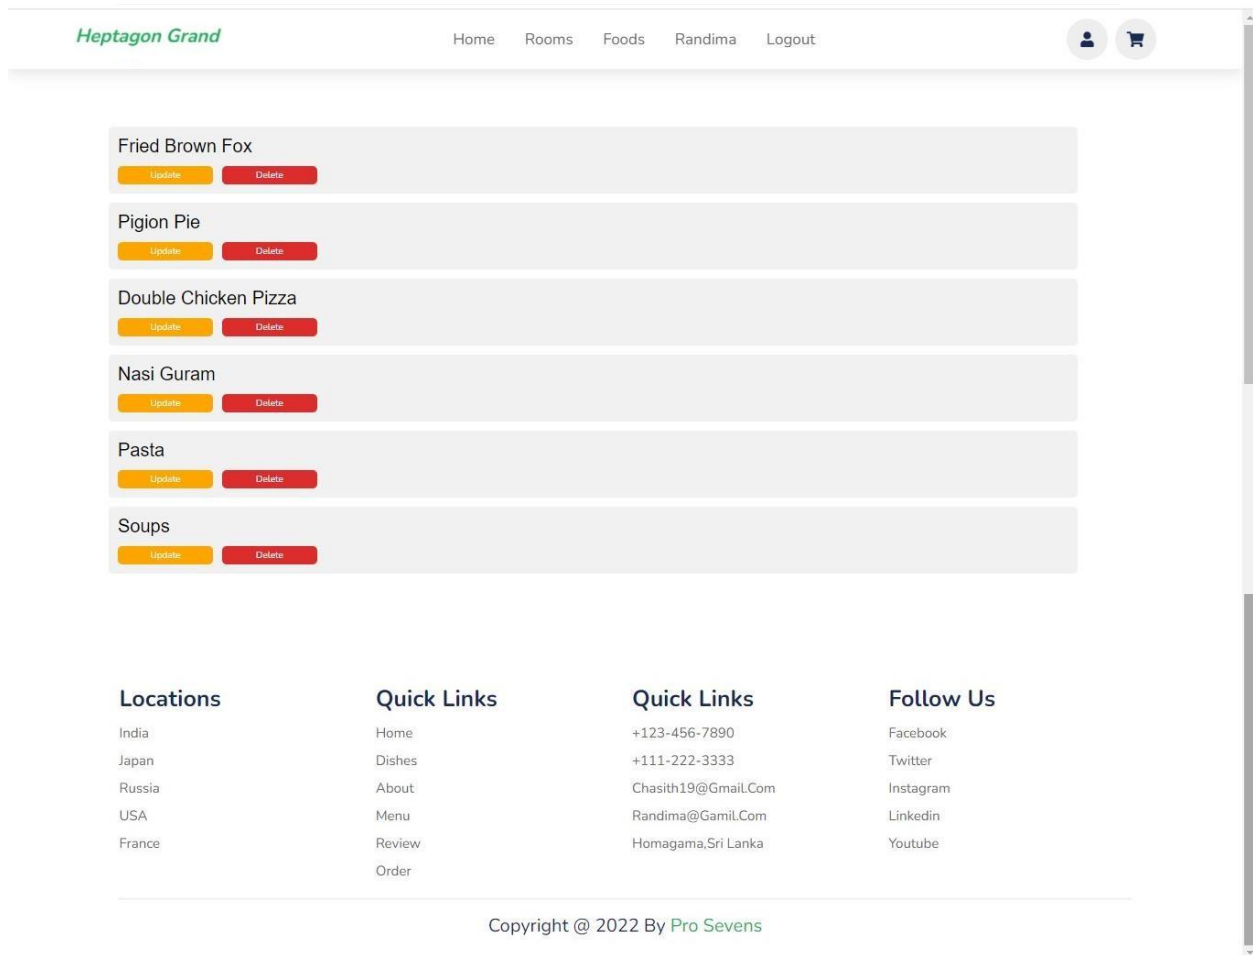 Heptagon Grand
Home Rooms Foods Randima Logout
Fried Brown Fox
Update Delete
Pigion Pie
Update Delete
Double Chicken Pizza
Update Delete
Nasi Guram
Update Delete
Pasta
Update Delete
Soups
Update Delete
Locations
India
Japan
Russia
USA
France
Quick Links
Home
Dishes
About
Menu
Review
Order
Quick Links
+123-456-7890
+111-222-3333
Chasith19@Gmail.Com
Randima@Gamil.Com
Homagama,Sri Lanka
Follow Us
Facebook
Twitter
Instagram
Linkedin
Youtube
Copyright @ 2022 By Pro Sevens